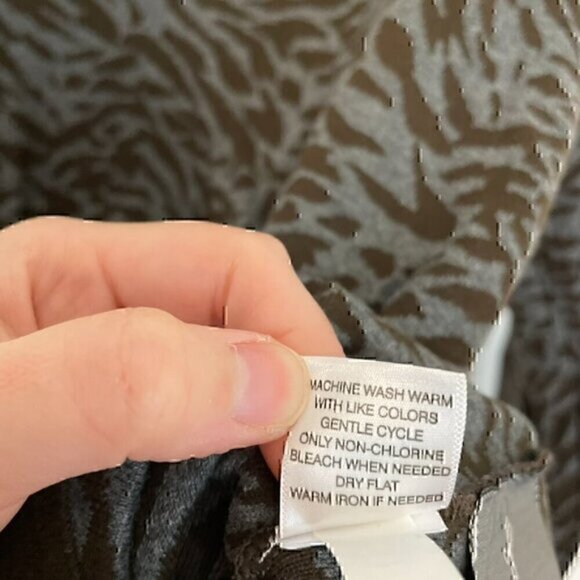 MACHINE WASH WARM
WITH LIKE COLORS
GENTLE CYCLE
ONLY NON-CHLORINE
BLEACH WHEN NEEDED
DRY FLAT
WARM IRON IF NEEDED